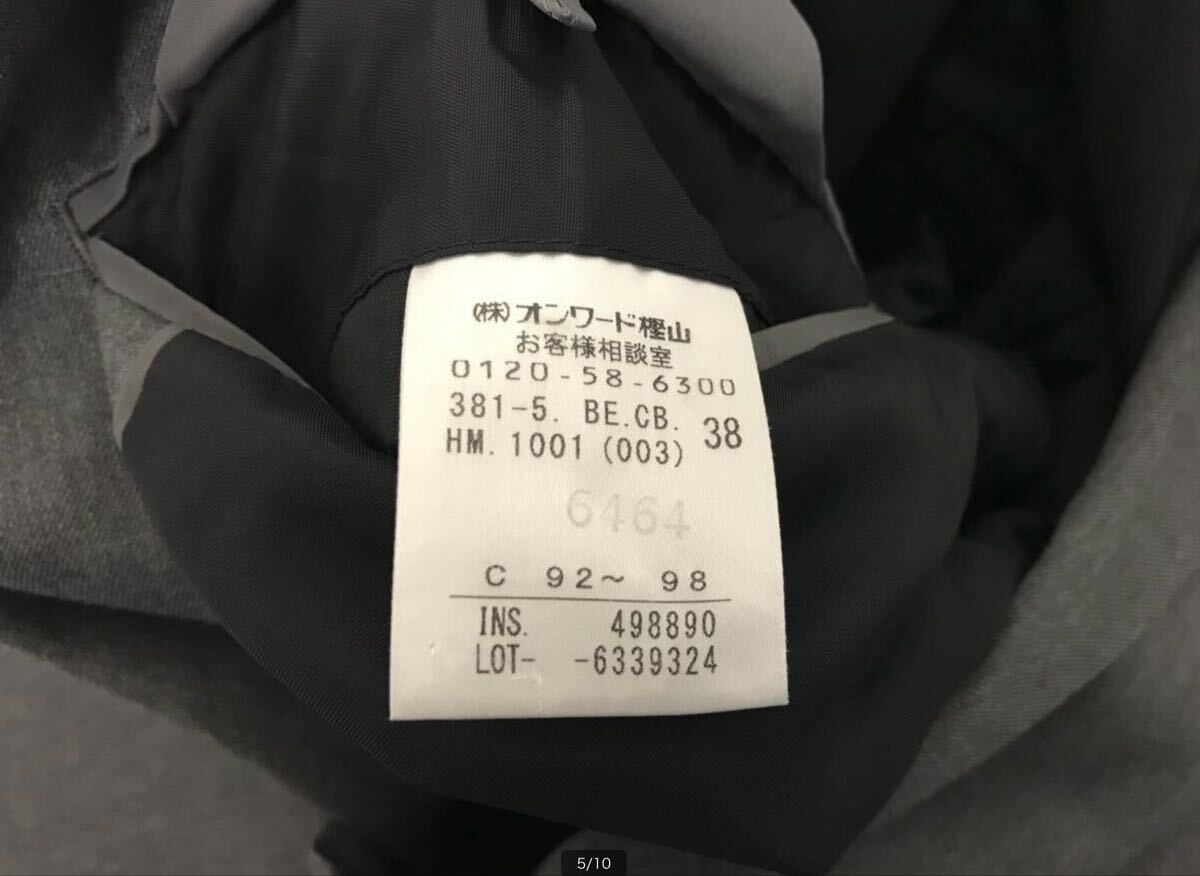 (株)オンワード樫山
お客様相談室
0120-58-6300
381-5. BE.CB. 38
HM. 1001 (003)
6464
C 92~ 98
INS. 498890
LOT- -6339324
5/10